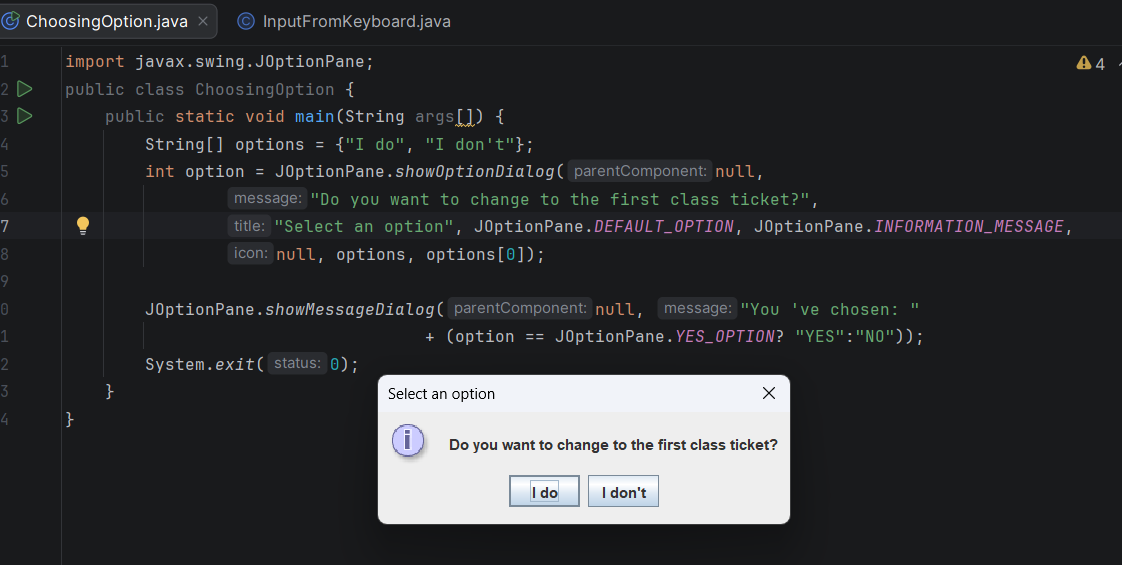 ChoosingOption.java InputFromKeyboard.java
1 import javax.swing.JOptionPane; 4
2 public class ChoosingOption {
3 public static void main(String args[]) {
4 String[] options = {"I do", "I don't"};
5 int option = JOptionPane.showOptionDialog( parentComponent: null,
6 message: "Do you want to change to the first class ticket?",
7 title: "Select an option", JOptionPane.DEFAULT_OPTION, JOptionPane.INFORMATION_MESSAGE,
8 icon: null, options, options[0]);
9
0 JOptionPane.showMessageDialog( parentComponent: null, message: "You 've chosen: "
1 + (option == JOptionPane.YES_OPTION? "YES":"NO"));
2 System.exit( status: 0);
3 }
4 }
Select an option
Do you want to change to the first class ticket?
I do I don't